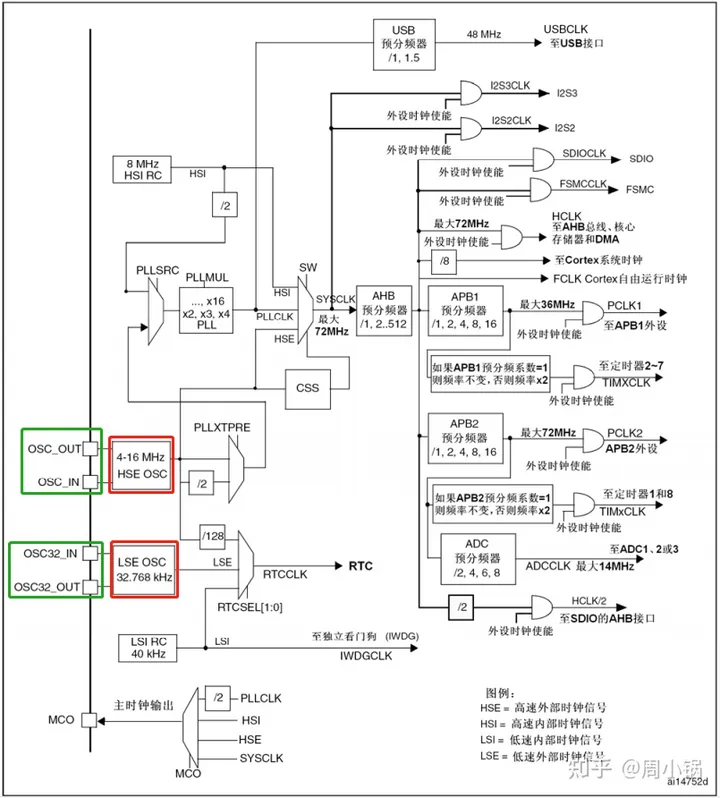 USB
预分频器
/1, 1.5
48 MHz
USBCLK
至USB接口
I2S3CLK
I2S3
外设时钟使能
I2S2CLK
I2S2
外设时钟使能
8 MHz
HSI RC
HSI
SDIOCLK
SDIO
外设时钟使能
FSMCCLK
FSMC
外设时钟使能
/2
最大72MHz
外设时钟使能
HCLK
至AHB总线、核心
存储器和DMA
/8
至Cortex系统时钟
FCLK Cortex自由运行时钟
PLLSRC
PLLMUL
..., x16
x2, x3, x4
PLL
SW
HSI
PLLCLK
HSE
SYSCLK
最大
72MHz
AHB
预分频器
/1, 2..512
APB1
预分频器
/1, 2, 4, 8, 16
最大36MHz
PCLK1
至APB1外设
外设时钟使能
CSS
如果APB1预分频系数=1
则频率不变,否则频率x2
至定时器2~7
TIMXCLK
外设时钟使能
PLLXTPRE
OSC_OUT
OSC_IN
4-16 MHz
HSE OSC
/2
APB2
预分频器
/1, 2, 4, 8, 16
最大72MHz
PCLK2
APB2外设
外设时钟使能
如果APB2预分频系数=1
则频率不变,否则频率x2
至定时器1和8
TIMxCLK
外设时钟使能
OSC32_IN
OSC32_OUT
LSE OSC
32.768 kHz
/128
LSE
RTCCLK
RTC
RTCSEL[1:0]
ADC
预分频器
/2, 4, 6, 8
至ADC1、2或3
ADCCLK 最大14MHz
/2
HCLK/2
至SDIO的AHB接口
外设时钟使能
LSI RC
40 kHz
LSI
至独立看门狗 (IWDG)
IWDGCLK
MCO
主时钟输出
/2
PLLCLK
HSI
HSE
SYSCLK
MCO
图例:
HSE = 高速外部时钟信号
HSI = 高速内部时钟信号
LSI = 低速内部时钟信号
LSE = 低速外部时钟信号
知乎 @周小锅
ai14752d